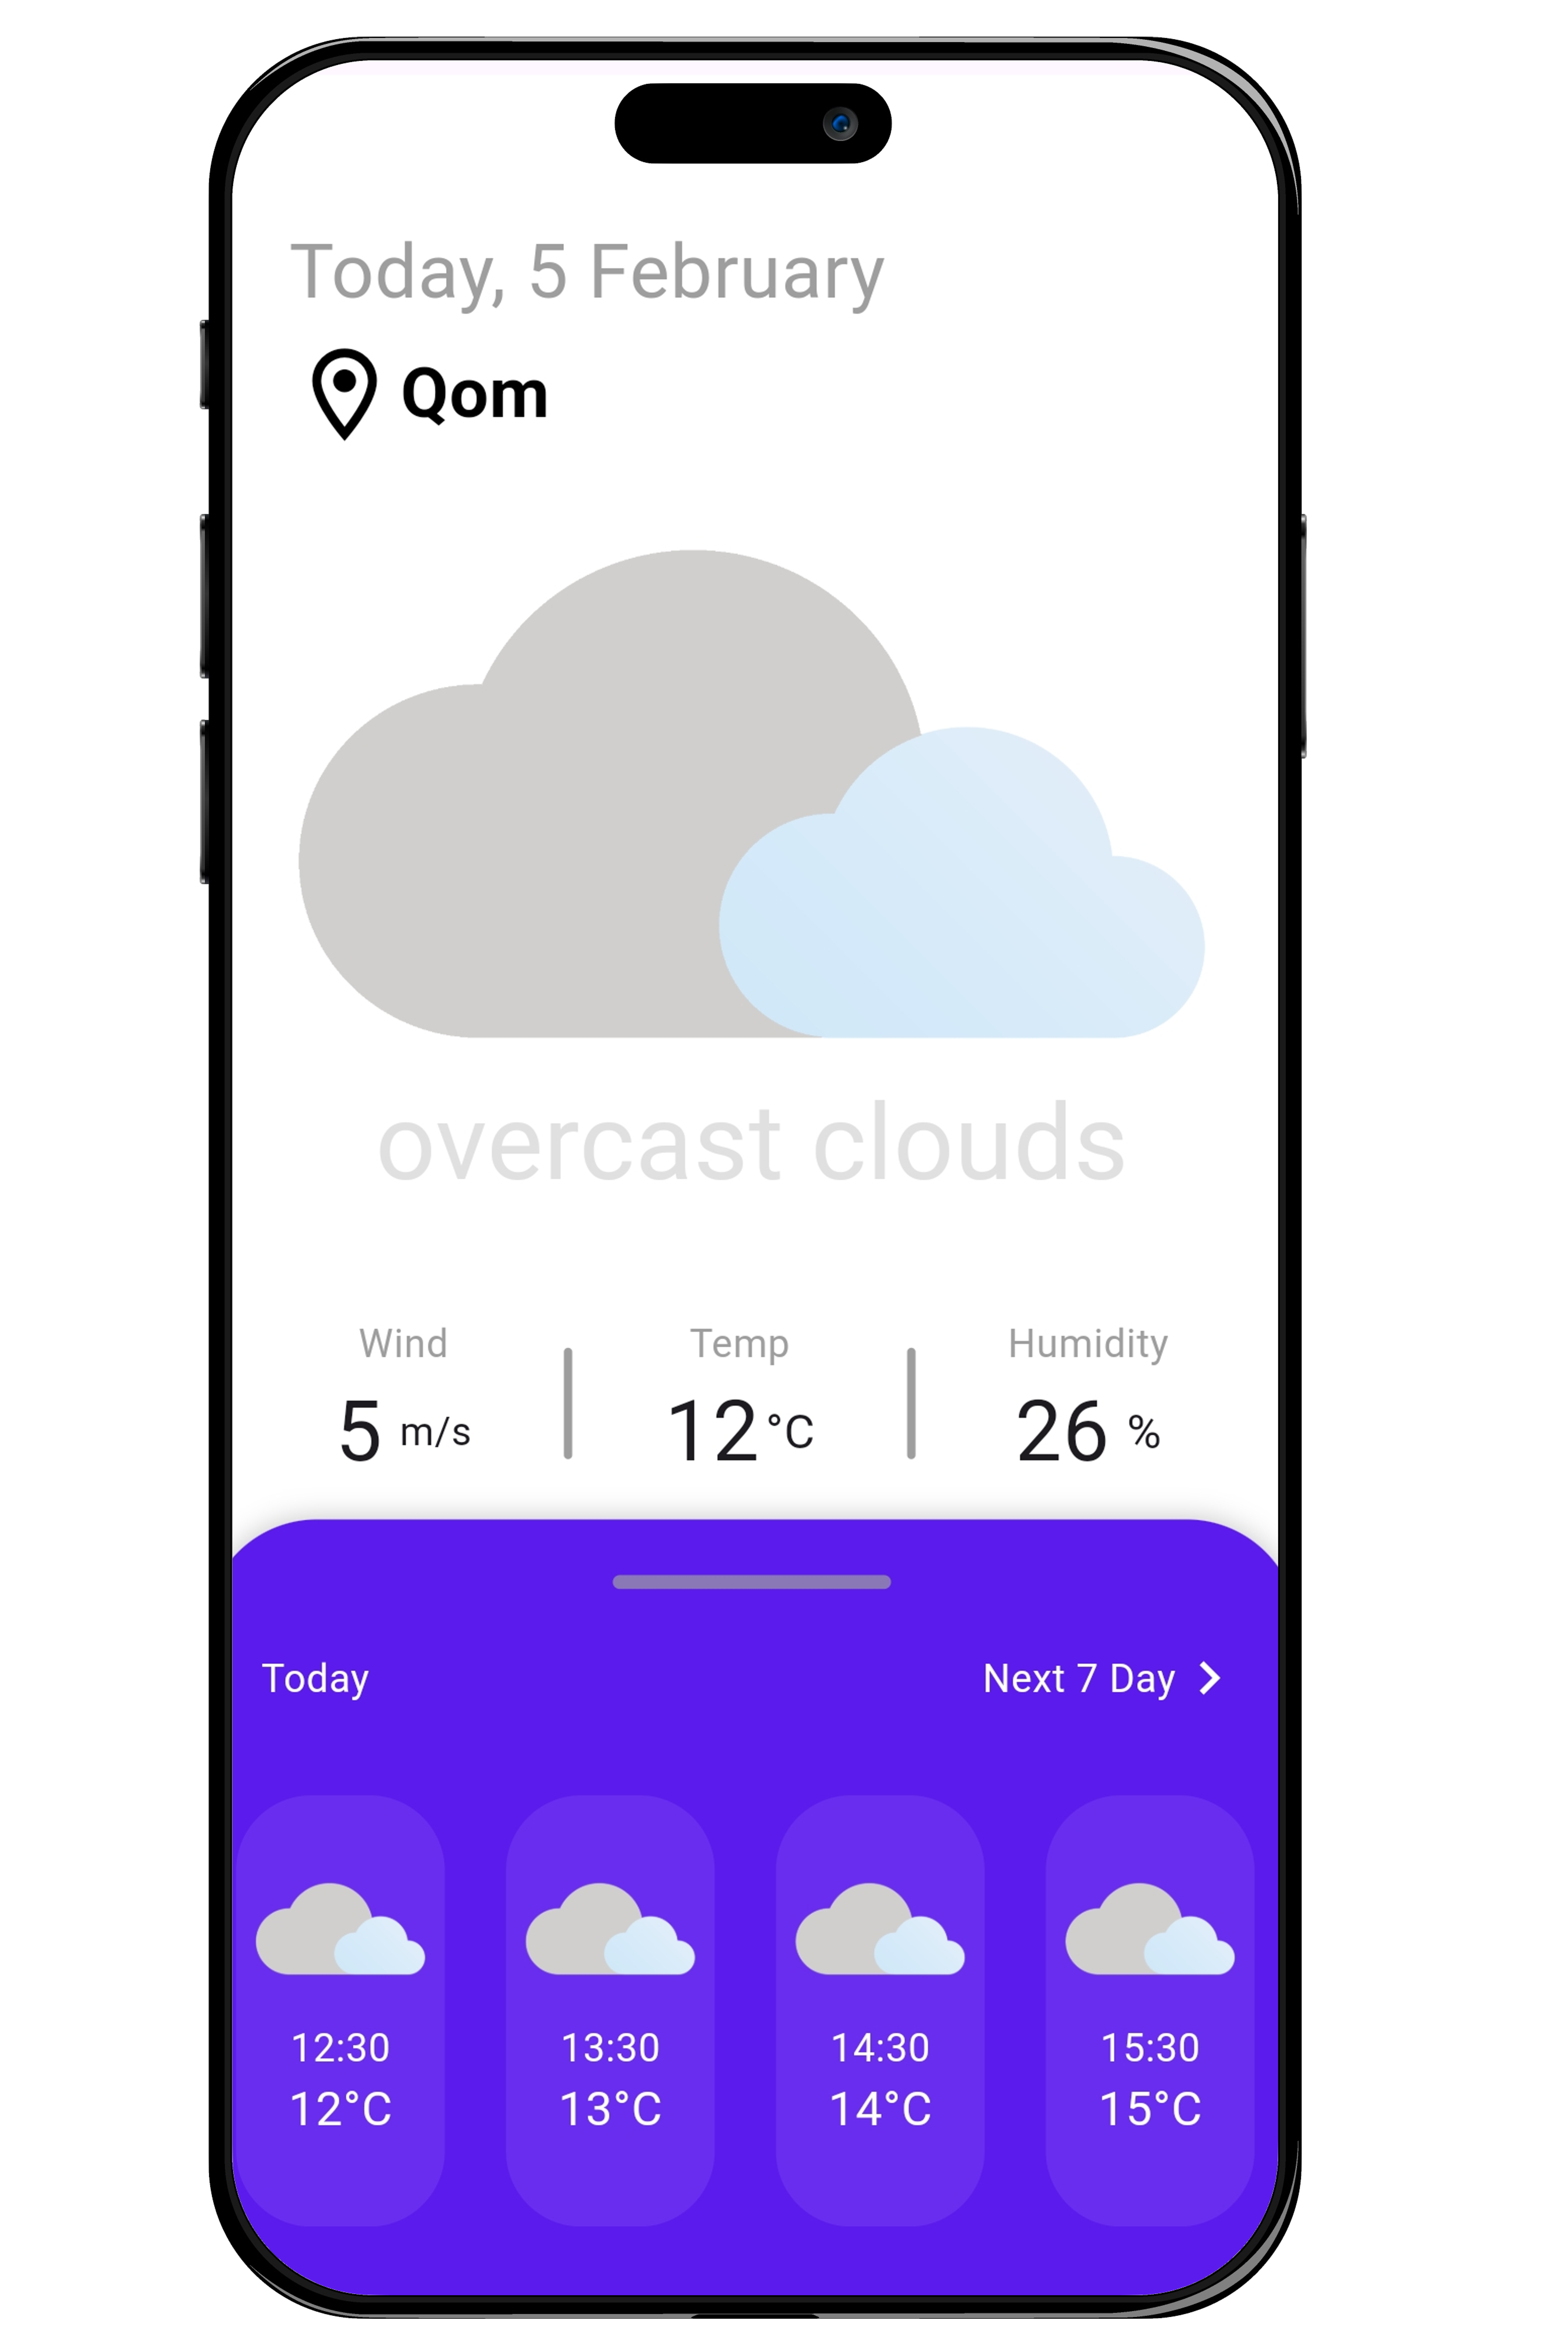 Today, 5 February
Qom
overcast clouds
Wind Temp Humidity
5 m/s 12 °C 26 %
Today Next 7 Day
12:30 13:30 14:30 15:30
12°C 13°C 14°C 15°C